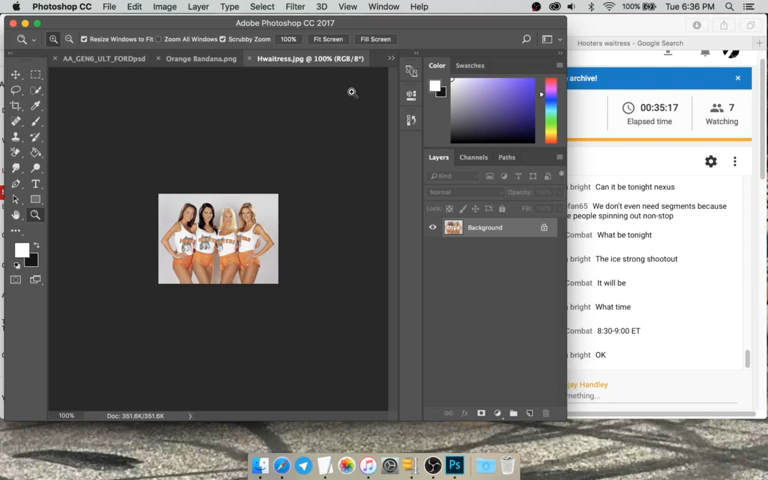 Photoshop CC File Edit Image Layer Type Select Filter 3D View Window Help 100% Tue 6:36 PM
Adobe Photoshop CC 2017
Hooters waitress - Google Search
Resize Windows to Fit Zoom All Windows Scrubby Zoom 100% Fit Screen Fill Screen
AA_GEN6_ULT_FORDpsd Orange Bandana.png Hwaitress.jpg @ 100% (RGB/8*)
Color Swatches
archive!
00:35:17 7
Elapsed time Watching
Layers Channels Paths
Kind
Normal Opacity:
Lock: Fill:
Background
bright Can it be tonight nexus
fan65 We don't even need segments because
people spinning out non-stop
Combat What be tonight
bright The ice strong shootout
Combat It will be
bright What time
Combat 8:30-9:00 ET
bright OK
jay Handley
mething...
100% Doc: 351.6K/351.6K
Ps